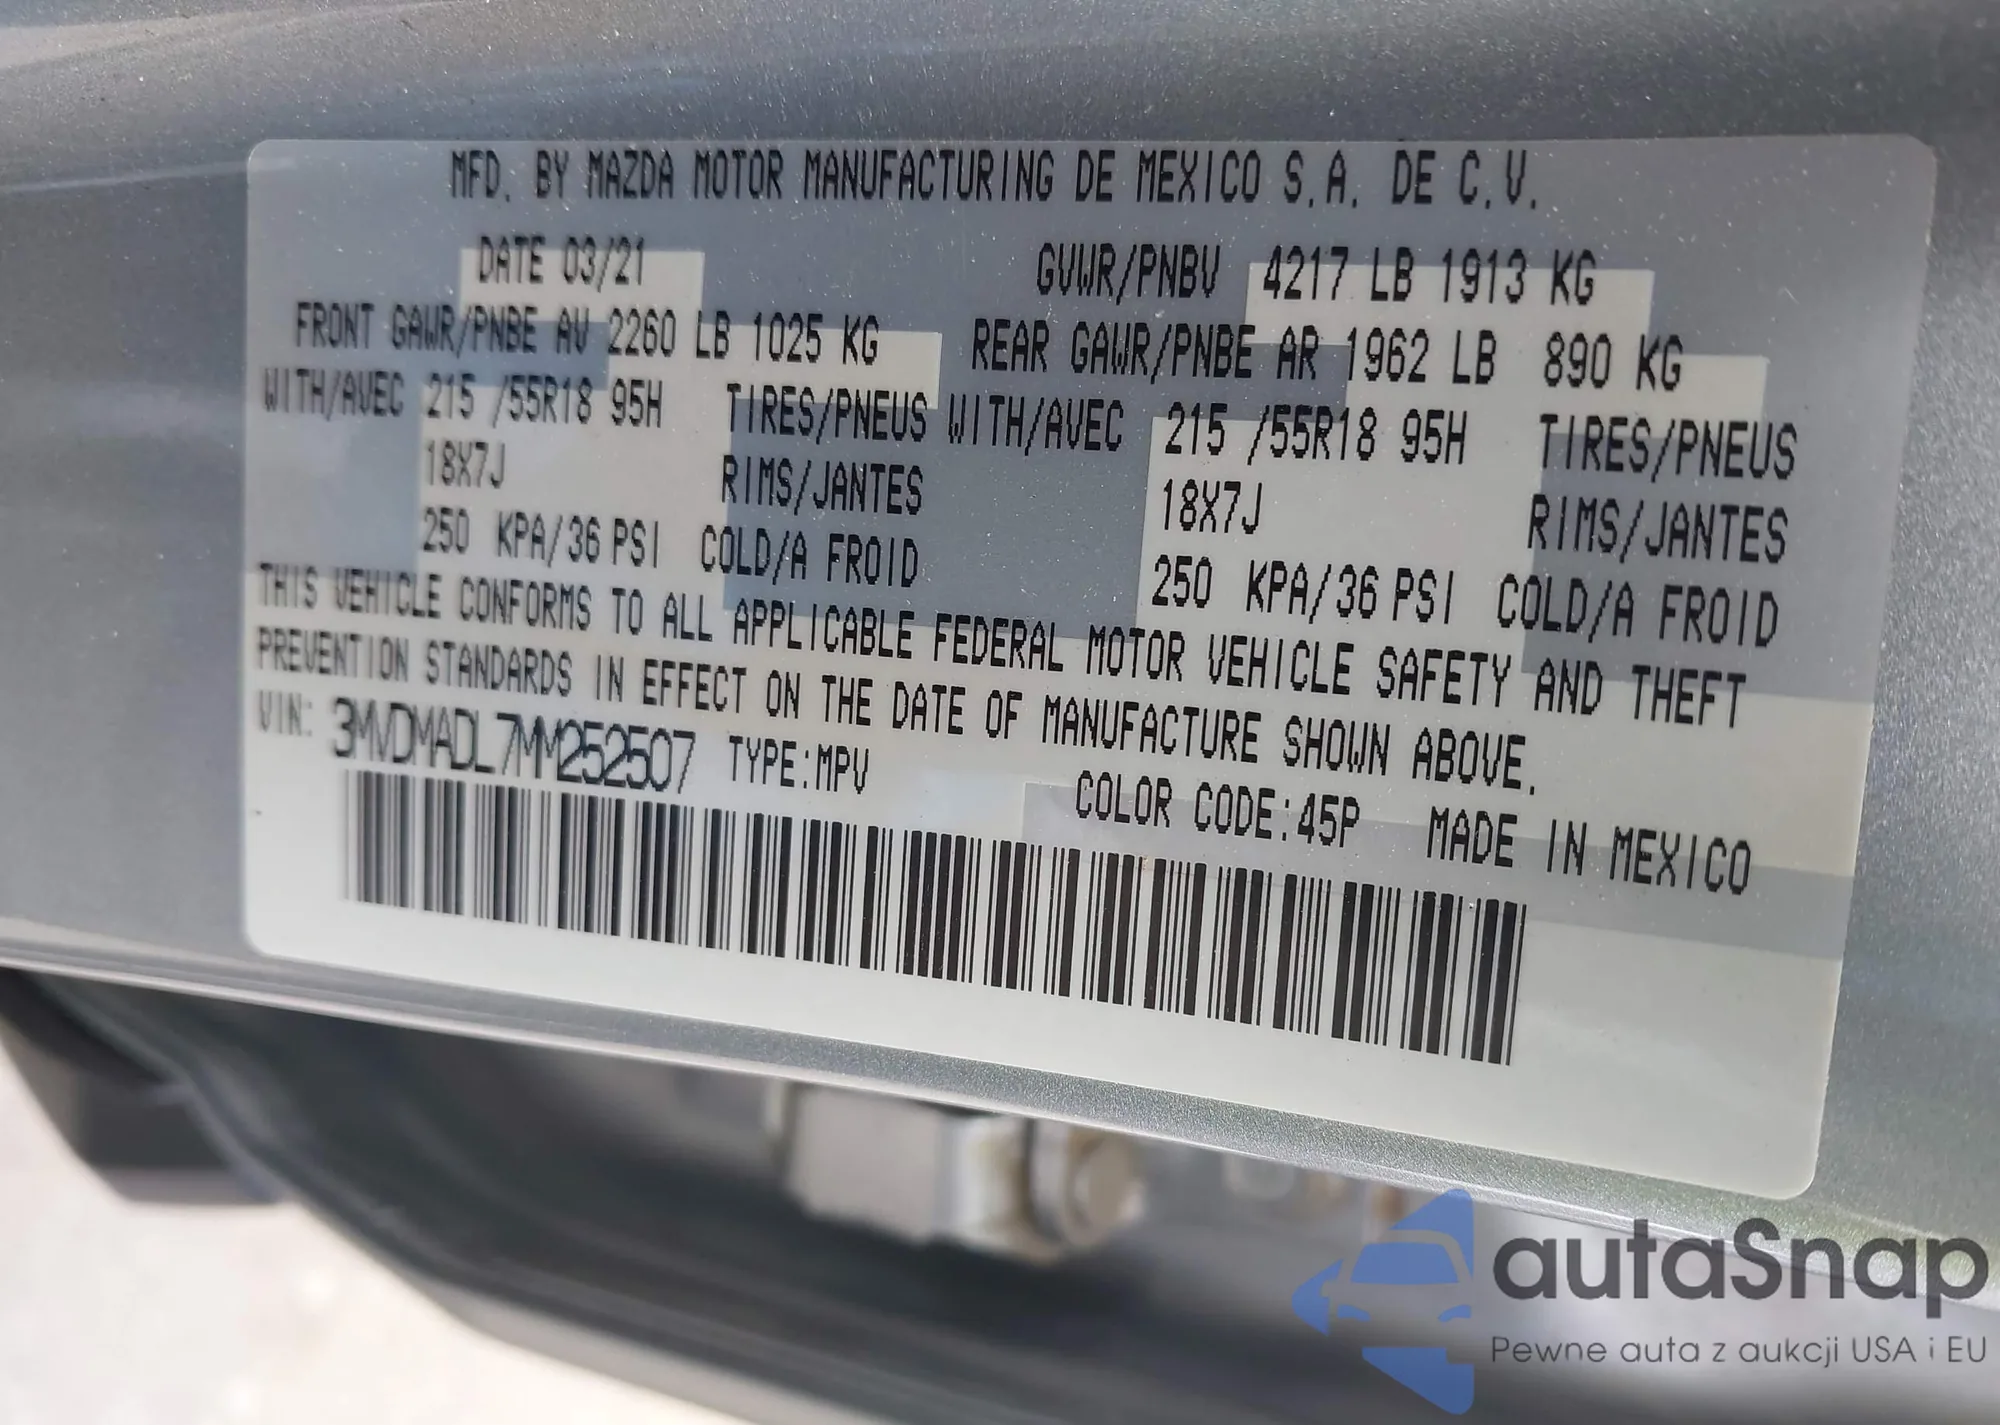 MFD. BY MAZDA MOTOR MANUFACTURING DE MEXICO S.A. DE C.V.
DATE 03/21 GVWR/PNBV 4217 LB 1913 KG
FRONT GAWR/PNBE AV 2260 LB 1025 KG REAR GAWR/PNBE AR 1962 LB 890 KG
WITH/AVEC 215 /55R18 95H TIRES/PNEUS WITH/AVEC 215 /55R18 95H TIRES/PNEUS
18X7J RIMS/JANTES 18X7J RIMS/JANTES
250 KPA/36 PSI COLD/A FROID 250 KPA/36 PSI COLD/A FROID
THIS VEHICLE CONFORMS TO ALL APPLICABLE FEDERAL MOTOR VEHICLE SAFETY AND THEFT
PREVENTION STANDARDS IN EFFECT ON THE DATE OF MANUFACTURE SHOWN ABOVE.
VIN: 3MVDMADL7MM252507 TYPE:MPV
COLOR CODE:45P MADE IN MEXICO
autaSnap
Pewne auta z aukcji USA i EU